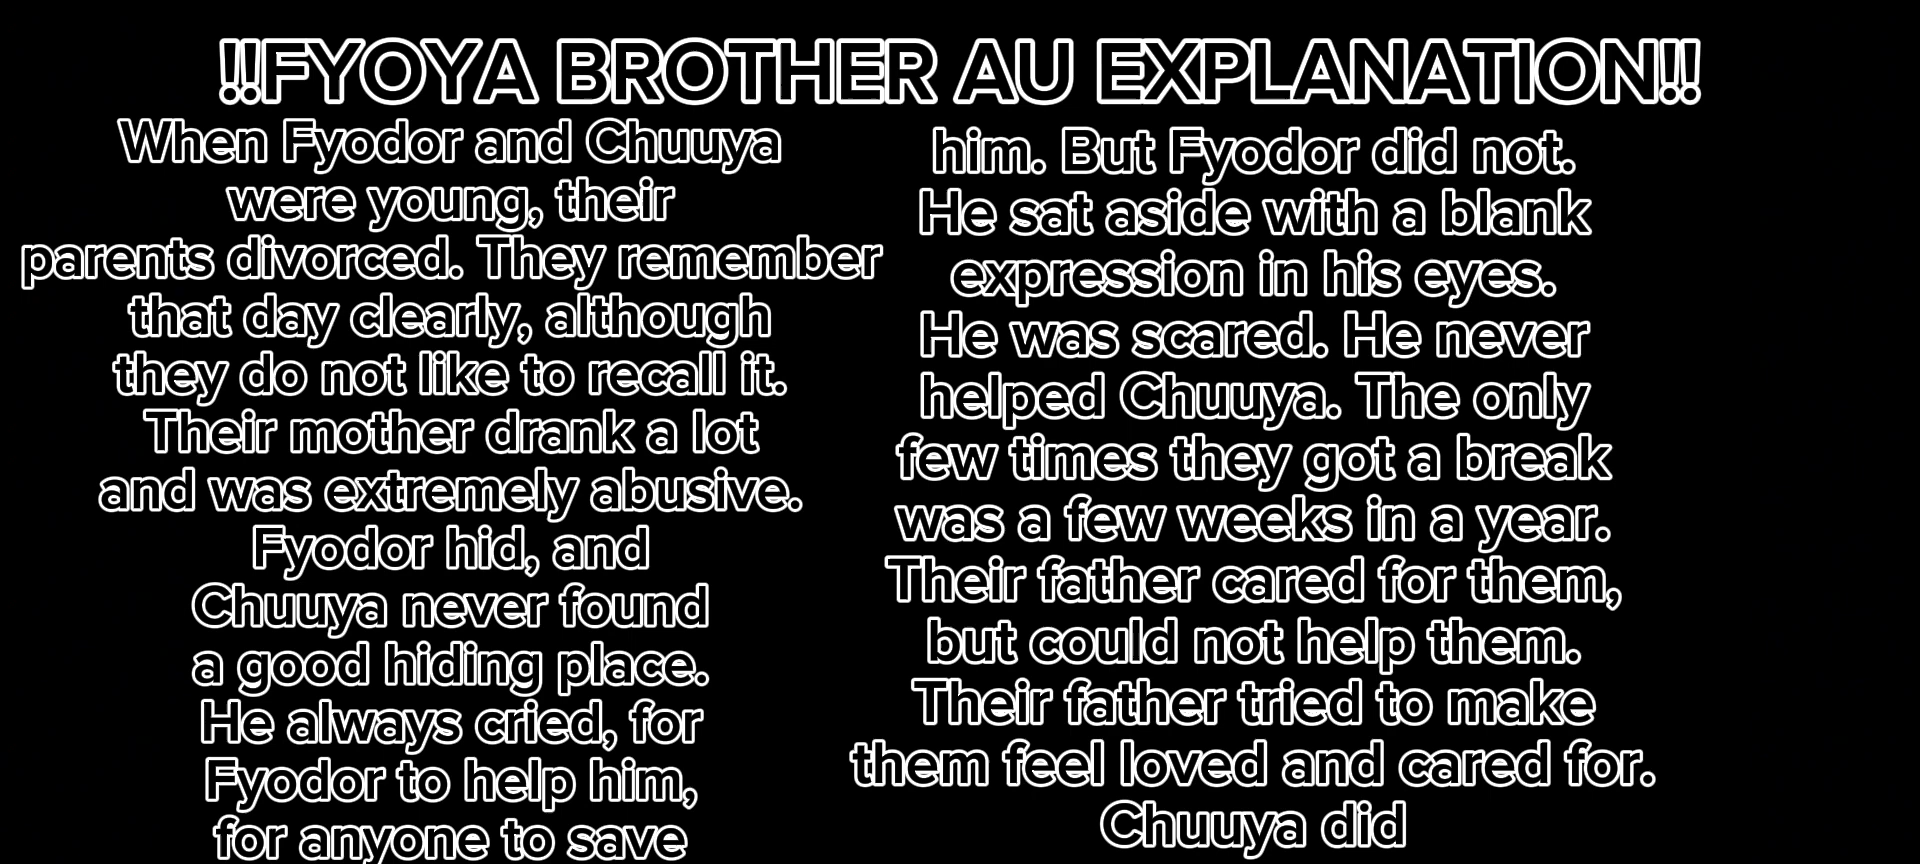 !!FYOYA BROTHER AU EXPLANATION!!
When Fyodor and Chuuya
were young, their
parents divorced. They remember
that day clearly, although
they do not like to recall it.
Their mother drank a lot
and was extremely abusive.
Fyodor hid, and
Chuuya never found
a good hiding place.
He always cried, for
Fyodor to help him,
for anyone to save
him. But Fyodor did not.
He sat aside with a blank
expression in his eyes.
He was scared. He never
helped Chuuya. The only
few times they got a break
was a few weeks in a year.
Their father cared for them,
but could not help them.
Their father tried to make
them feel loved and cared for.
Chuuya did